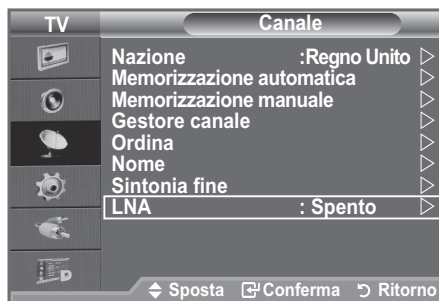 TV Canale
Nazione :Regno Unito
Memorizzazione automatica
Memorizzazione manuale
Gestore canale
Ordina
Nome
Sintonia fine
LNA : Spento
Sposta Conferma Ritorno